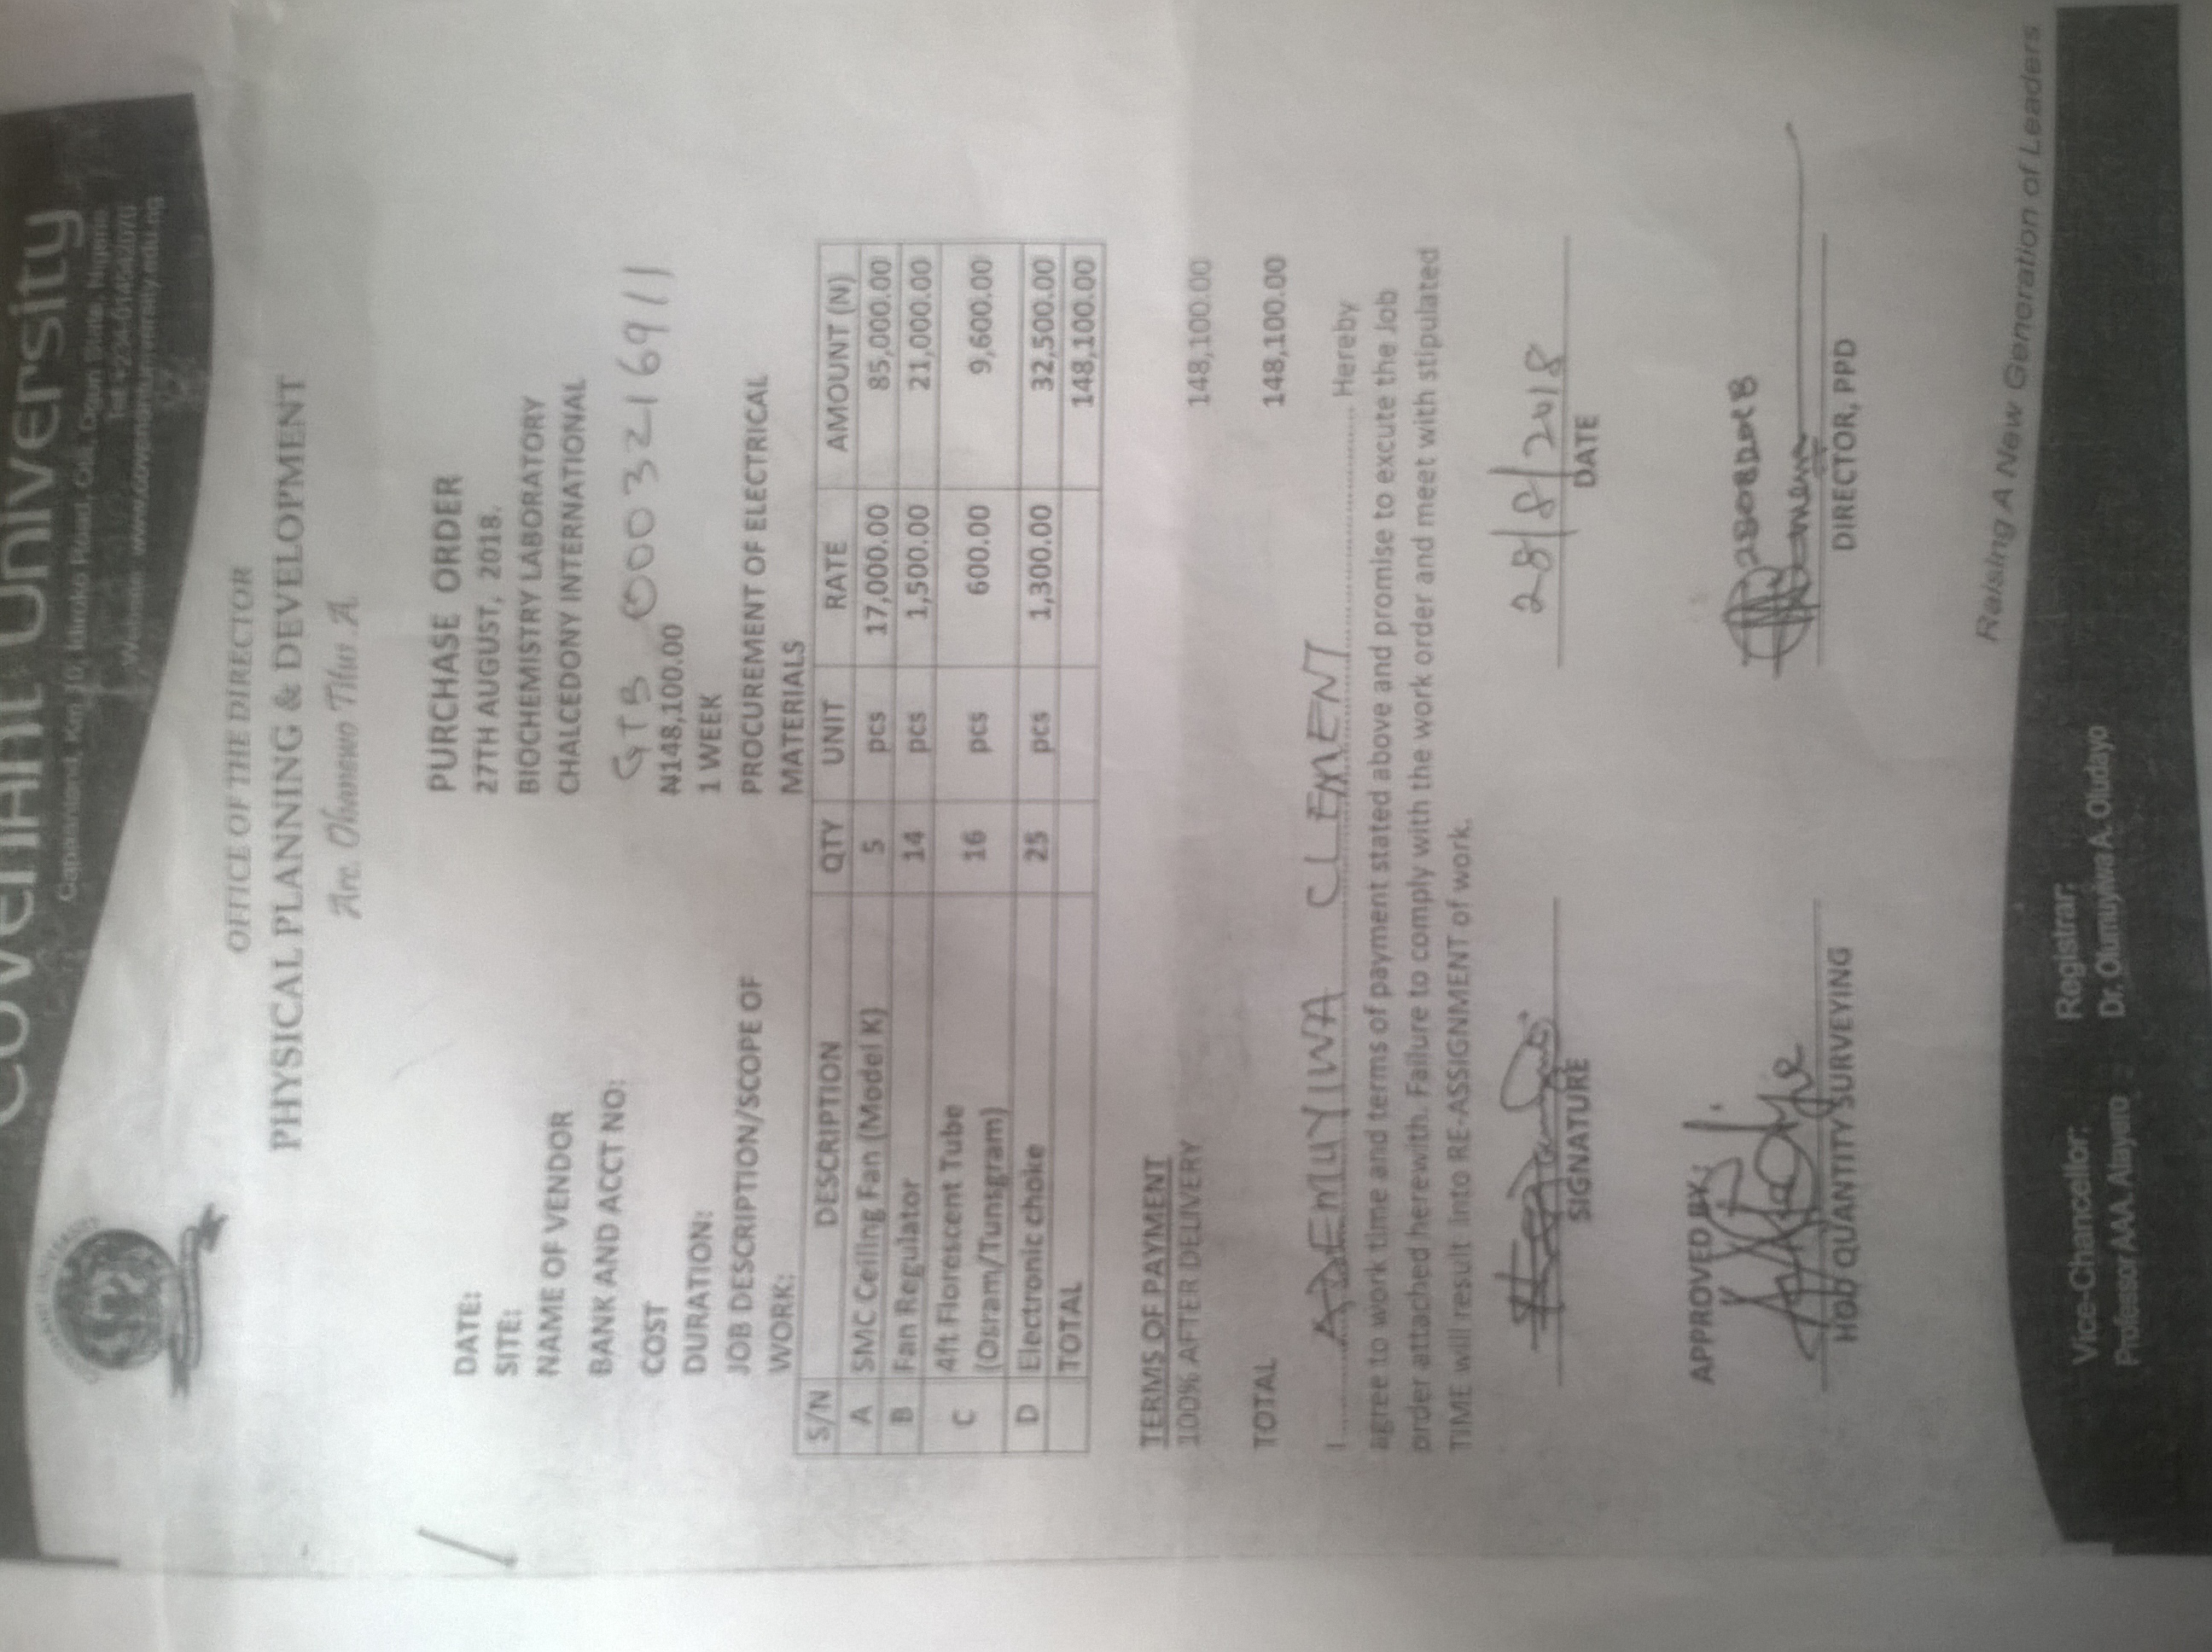 Covenant University
Canaanland, Km 10, Idiroko Road, Ota, Ogun State, Nigeria
Website: www.covenantuniversity.edu.ng
OFFICE OF THE DIRECTOR
PHYSICAL PLANNING & DEVELOPMENT
Arc. Obamewo Titus A.
PURCHASE ORDER
DATE: 27TH AUGUST, 2018.
SITE: BIOCHEMISTRY LABORATORY
NAME OF VENDOR CHALCEDONY INTERNATIONAL
BANK AND ACCT NO: GTB 0003216911
COST ₦148,100.00
DURATION: 1 WEEK
JOB DESCRIPTION/SCOPE OF PROCUREMENT OF ELECTRICAL
WORK: MATERIALS
S/N DESCRIPTION QTY UNIT RATE AMOUNT (N)
A SMC Ceiling Fan (Model K) 5 pcs 17,000.00 85,000.00
B Fan Regulator 14 pcs 1,500.00 21,000.00
C 4ft Florescent Tube 16 pcs 600.00 9,600.00
(Osram/Tunsgram)
D Electronic choke 25 pcs 1,300.00 32,500.00
TOTAL 148,100.00
TERMS OF PAYMENT
100% AFTER DELIVERY 148,100.00
TOTAL 148,100.00
I ADEMUYIWA CLEMENT Hereby
agree to work time and terms of payment stated above and promise to excute the Job
order attached herewith. Failure to comply with the work order and meet with stipulated
TIME will result into RE-ASSIGNMENT of work.
28/8/2018
SIGNATURE DATE
APPROVED BY:
HOD QUANTITY SURVEYING DIRECTOR, PPD
Raising A New Generation of Leaders
Vice-Chancellor: Registrar:
Professor AAA. Atayero Dr. Olumuyiwa A. Oludayo